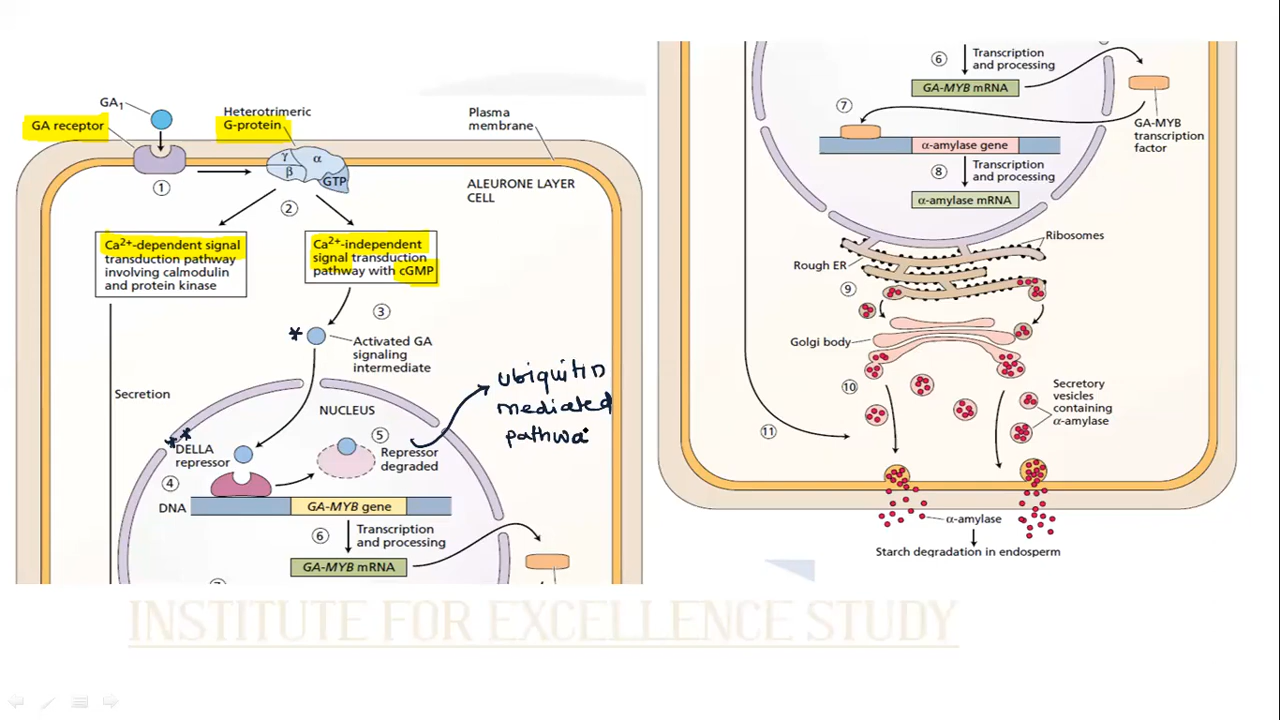 GA1
GA receptor
Heterotrimeric
G-protein
Plasma
membrane
γ
α
β
GTP
1
ALEURONE LAYER
CELL
2
Ca2+-dependent signal
transduction pathway
involving calmodulin
and protein kinase
Ca2+-independent
signal transduction
pathway with cGMP
3
*
Activated GA
signaling
intermediate
Secretion
NUCLEUS
ubiquitin
mediated
pathwa
**
DELLA
repressor
5
Repressor
degraded
4
DNA
GA-MYB gene
6
Transcription
and processing
GA-MYB mRNA
6
Transcription
and processing
GA-MYB mRNA
7
GA-MYB
transcription
factor
α-amylase gene
8
Transcription
and processing
α-amylase mRNA
Ribosomes
Rough ER
9
Golgi body
10
Secretory
vesicles
containing
α-amylase
11
α-amylase
Starch degradation in endosperm
INSTITUTE FOR EXCELLENCE STUDY